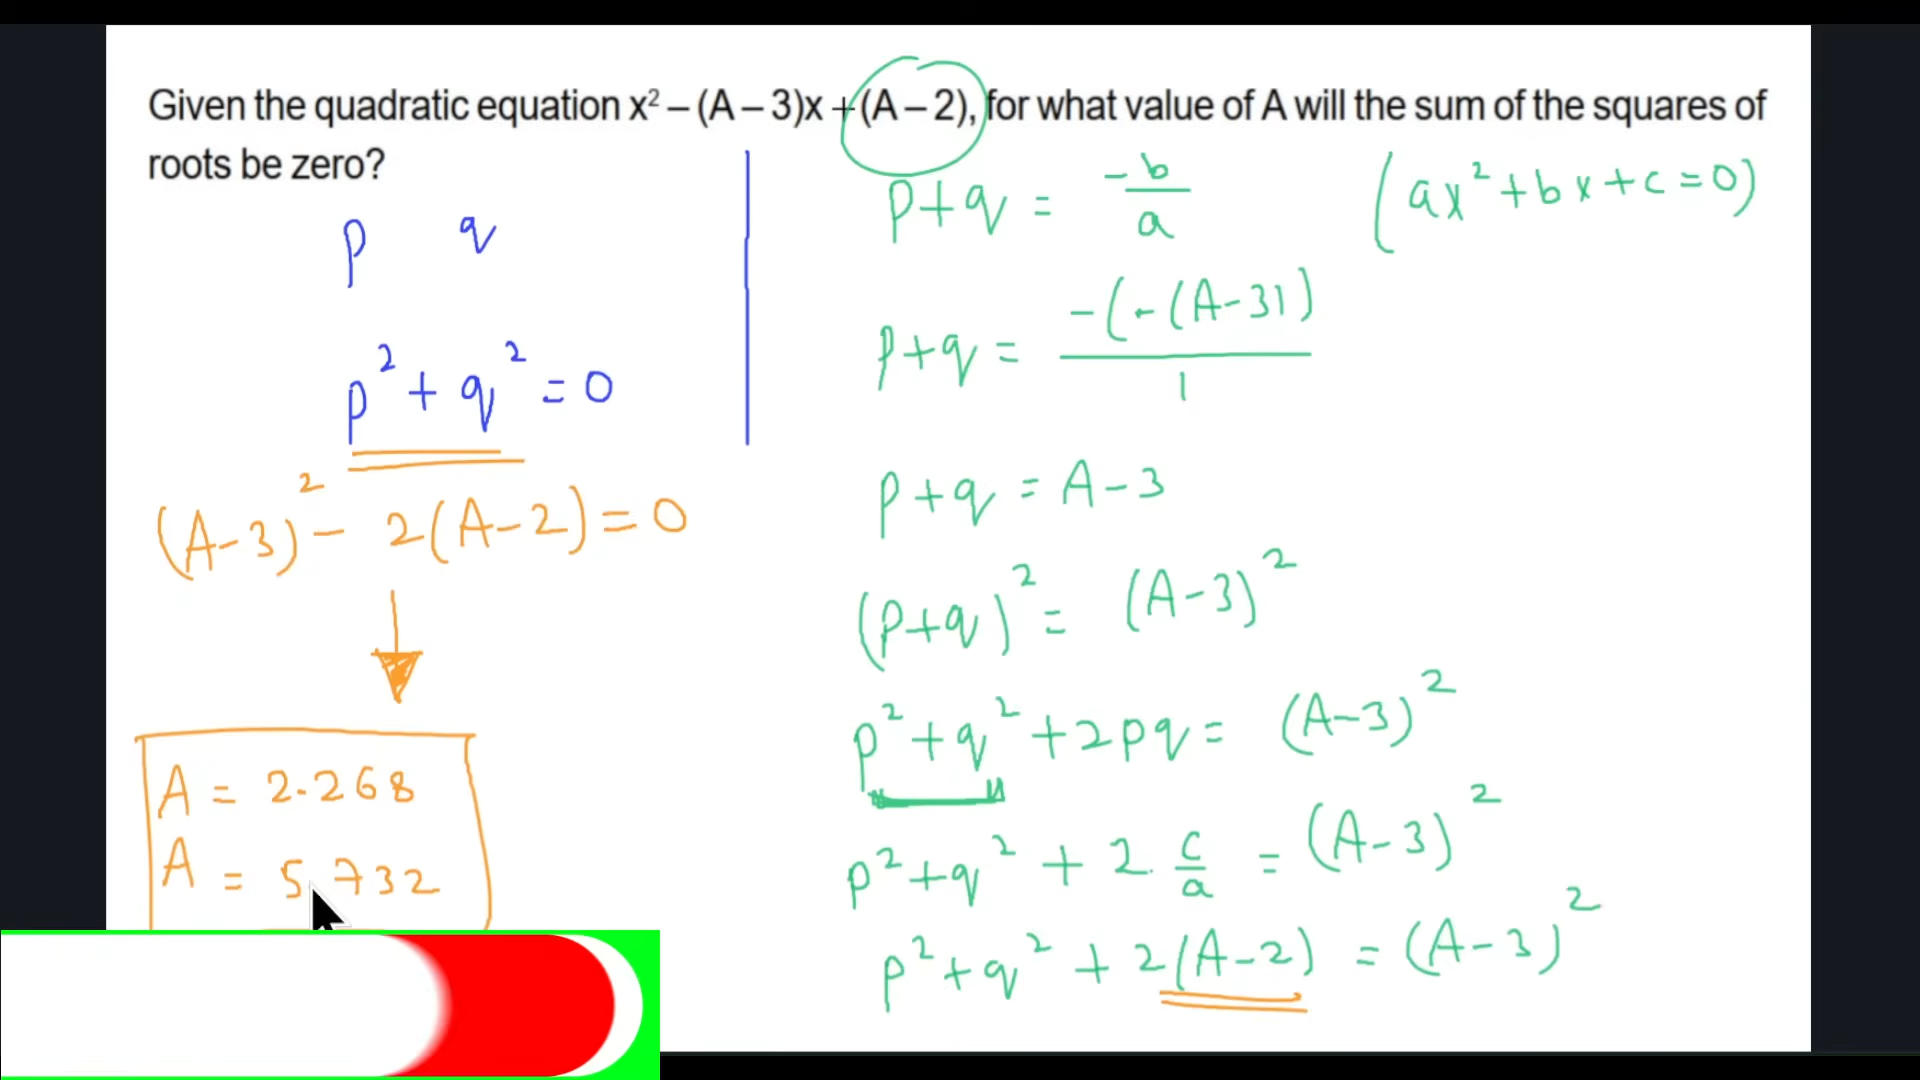 Given the quadratic equation x² – (A – 3)x + (A – 2), for what value of A will the sum of the squares of
roots be zero?
p q
p² + q² = 0
(A-3)² - 2(A-2) = 0
A = 2.268
A = 5.732
p+q = -b/a (ax²+bx+c=0)
p+q = -(-(A-3))/1
p+q = A-3
(p+q)² = (A-3)²
p²+q²+2pq = (A-3)²
p²+q² + 2. c/a = (A-3)²
p²+q² + 2(A-2) = (A-3)²